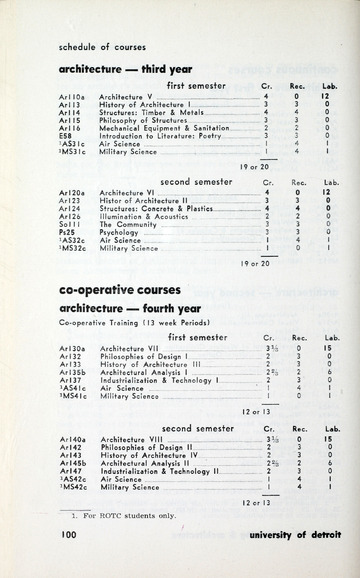 schedule of courses
architecture — third year
first semester Cr. Rec. Lab.
Ar110a Architecture V 4 0 12
Ar113 History of Architecture I 3 3 0
Ar114 Structures: Timber & Metals 4 4 0
Ar115 Philosophy of Structures 3 3 0
Ar116 Mechanical Equipment & Sanitation 2 2 0
E58 Introduction to Literature: Poetry 3 3 0
¹AS31c Air Science 1 4 1
¹MS31c Military Science 1 4 1
19 or 20
second semester Cr. Rec. Lab.
Ar120a Architecture VI 4 0 12
Ar123 Histor of Architecture II 3 3 0
Ar124 Structures: Concrete & Plastics 4 4 0
Ar126 Illumination & Acoustics 2 2 0
So111 The Community 3 3 0
Ps25 Psychology 3 3 0
¹AS32c Air Science 1 4 1
¹MS32c Military Science 1 0 1
19 or 20
co-operative courses
architecture — fourth year
Co-operative Training (13 week Periods)
first semester Cr. Rec. Lab.
Ar130a Architecture VII 3⅓ 0 15
Ar132 Philosophies of Design I 2 3 0
Ar133 History of Architecture III 2 3 0
Ar135b Architectural Analysis I 2⅔ 2 6
Ar137 Industrialization & Technology I 2 3 0
¹AS41c Air Science 1 4 1
¹MS41c Military Science 1 0 1
12 or 13
second semester Cr. Rec. Lab.
Ar140a Architecture VIII 3⅓ 0 15
Ar142 Philosophies of Design II 2 3 0
Ar143 History of Architecture IV 2 3 0
Ar145b Architectural Analysis II 2⅔ 2 6
Ar147 Industrialization & Technology II 2 3 0
¹AS42c Air Science 1 4 1
¹MS42c Military Science 1 4 1
12 or 13
1. For ROTC students only.
100 university of detroit